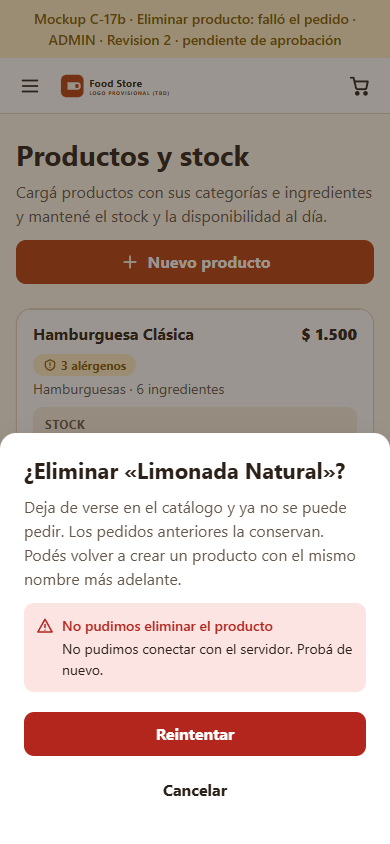 Mockup C-17b · Eliminar producto: falló el pedido ·
ADMIN · Revision 2 · pendiente de aprobación
Food Store
LOGO PROVISIONAL (TBD)
Productos y stock
Cargá productos con sus categorías e ingredientes
y mantené el stock y la disponibilidad al día.
Nuevo producto
Hamburguesa Clásica
$ 1.500
3 alérgenos
Hamburguesas · 6 ingredientes
STOCK
¿Eliminar «Limonada Natural»?
Deja de verse en el catálogo y ya no se puede
pedir. Los pedidos anteriores la conservan.
Podés volver a crear un producto con el mismo
nombre más adelante.
No pudimos eliminar el producto
No pudimos conectar con el servidor. Probá de
nuevo.
Reintentar
Cancelar